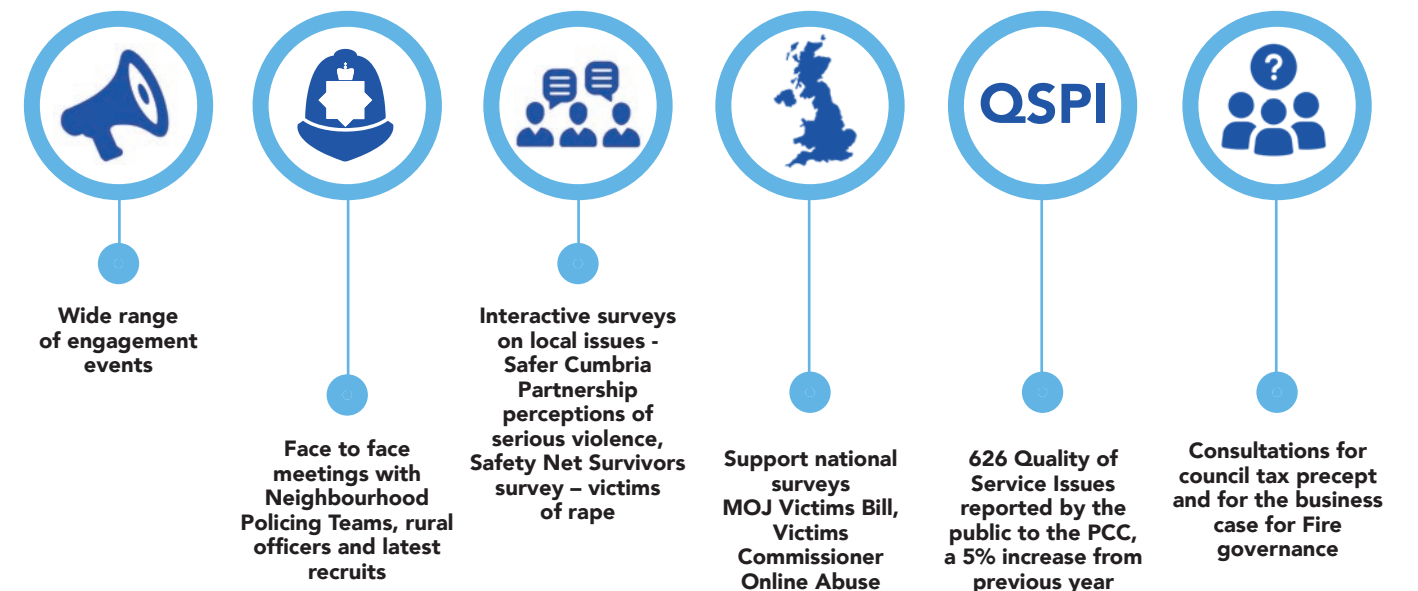 QSPI
?
Wide range
of engagement
events
Face to face
meetings with
Neighbourhood
Policing Teams, rural
officers and latest
recruits
Interactive surveys
on local issues -
Safer Cumbria
Partnership
perceptions of
serious violence,
Safety Net Survivors
survey – victims
of rape
Support national
surveys
MOJ Victims Bill,
Victims
Commissioner
Online Abuse
626 Quality of
Service Issues
reported by the
public to the PCC,
a 5% increase from
previous year
Consultations for
council tax precept
and for the business
case for Fire
governance